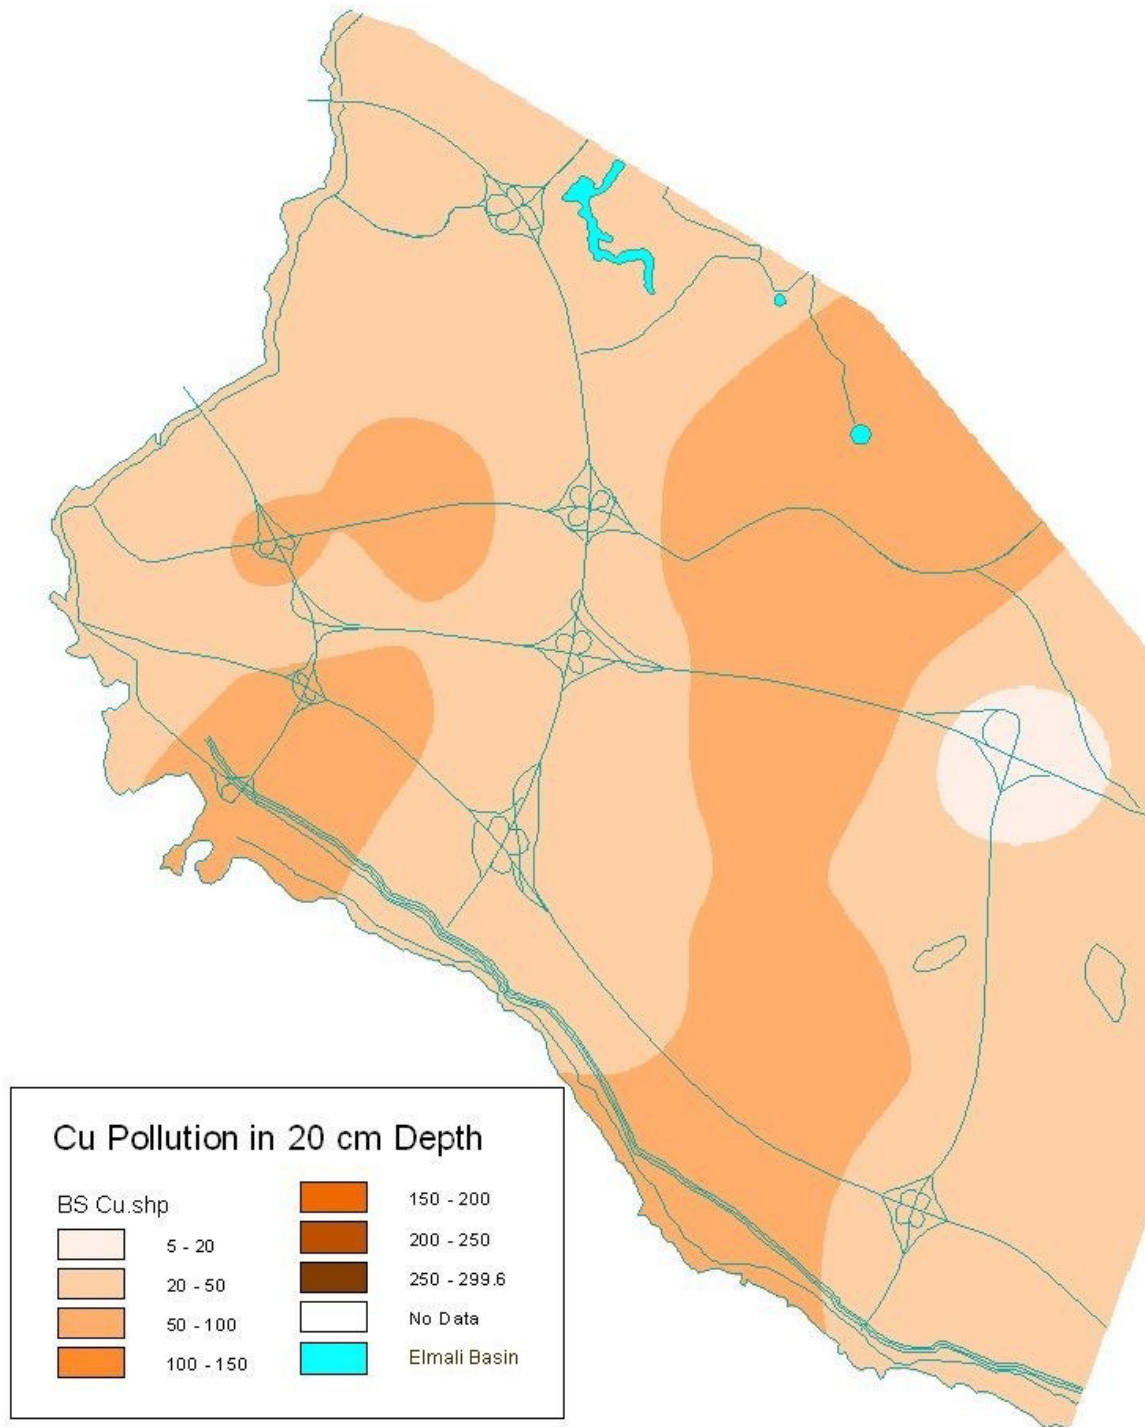 Cu Pollution in 20 cm Depth
BS Cu.shp
5 - 20
20 - 50
50 - 100
100 - 150
150 - 200
200 - 250
250 - 299.6
No Data
Elmali Basin